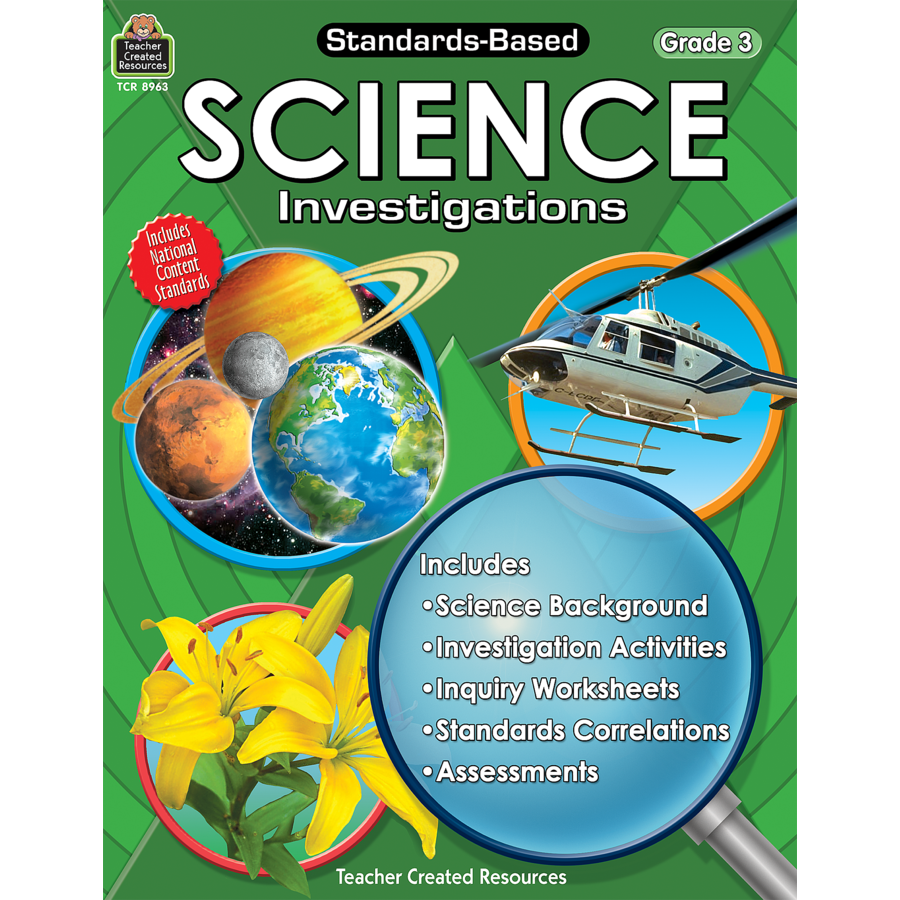 Teacher
Created
Resources
TCR 8963
Standards-Based
Grade 3
SCIENCE
Investigations
Includes
National
Content
Standards
Includes
•Science Background
•Investigation Activities
•Inquiry Worksheets
•Standards Correlations
•Assessments
Teacher Created Resources